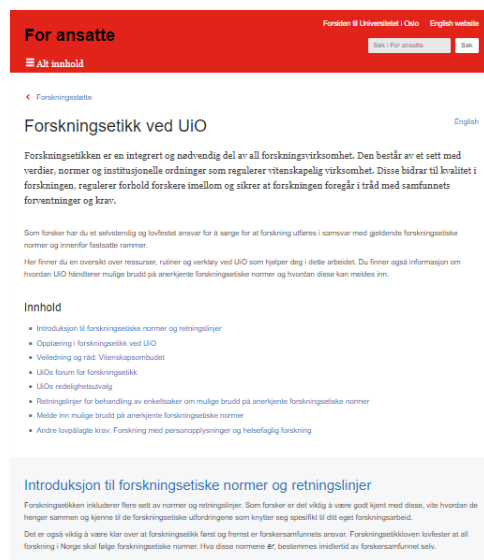 Forsiden til Universitetet i Oslo English website
For ansatte
Søk i For ansatte Søk
Alt innhold
Forskningsstøtte
Forskningsetikk ved UiO
English
Forskningsetikken er en integrert og nødvendig del av all forskningsvirksomhet. Den består av et sett med
verdier, normer og institusjonelle ordninger som regulerer vitenskapelig virksomhet. Disse bidrar til kvalitet i
forskningen, regulerer forhold forskere imellom og sikrer at forskningen foregår i tråd med samfunnets
forventninger og krav.
Som forsker har du et selvstendig og lovfestet ansvar for å sørge for at forskning utføres i samsvar med gjeldende forskningsetiske
normer og innenfor fastsatte rammer.
Her finner du en oversikt over ressurser, rutiner og verktøy ved UiO som hjelper deg i dette arbeidet. Du finner også informasjon om
hvordan UiO håndterer mulige brudd på anerkjente forskningsetiske normer og hvordan disse kan meldes inn.
Innhold
Introduksjon til forskningsetiske normer og retningslinjer
Opplæring i forskningsetikk ved UiO
Veiledning og råd: Vitenskapsombudet
UiOs forum for forskningsetikk
UiOs redelighetsutvalg
Retningslinjer for behandling av enkeltsaker om mulige brudd på anerkjente forskningsetiske normer
Melde inn mulige brudd på anerkjente forskningsetiske normer
Andre lovpålagte krav: Forskning med personopplysninger og helsefaglig forskning
Introduksjon til forskningsetiske normer og retningslinjer
Forskningsetikken inkluderer flere sett av normer og retningslinjer. Som forsker er det viktig å være godt kjent med disse, vite hvordan de
henger sammen og kjenne til de forskningsetiske utfordringene som knytter seg spesifikt til ditt eget forskningsarbeid.
Det er også viktig å være klar over at forskningsetikk først og fremst er forskersamfunnets ansvar. Forskningsetikkloven lovfester at all
forskning i Norge skal følge forskningsetiske normer. Hva disse normene er, bestemmes imidlertid av forskersamfunnet selv.